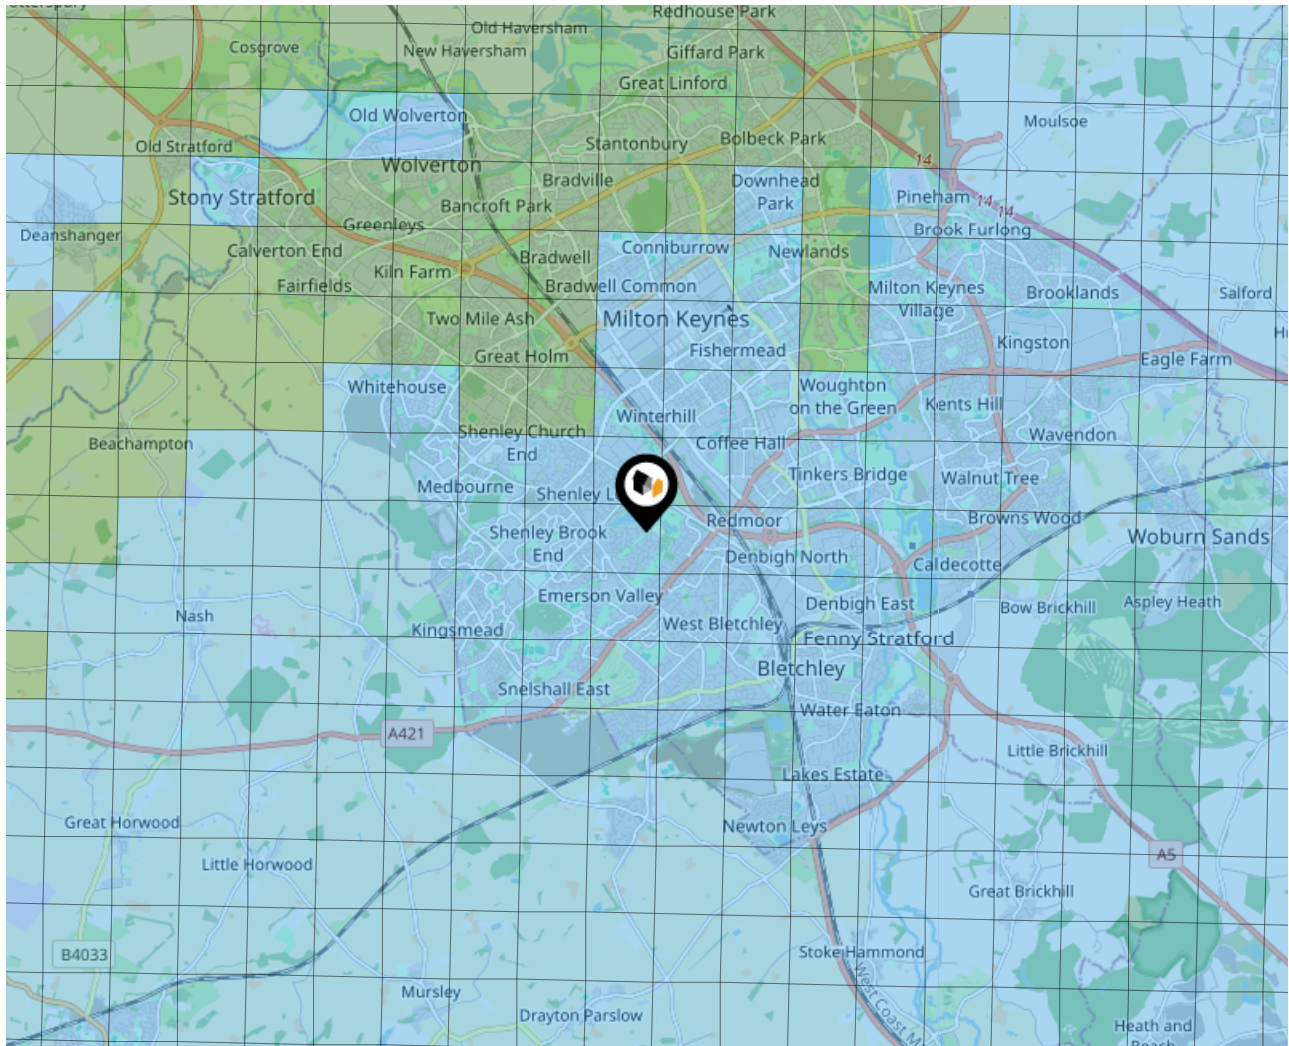 Redhouse Park
Old Haversham
Cosgrove
New Haversham
Giffard Park
Great Linford
Old Wolverton
Moulsoe
Old Stratford
Stantonbury
Bolbeck Park
14
Wolverton
Bradville
Downhead
Park
Stony Stratford
Pineham
14
14
Bancroft Park
Greenleys
Brook Furlong
Deanshanger
Calverton End
Conniburrow
Newlands
Bradwell
Kiln Farm
Fairfields
Bradwell Common
Milton Keynes
Village
Brooklands
Salford
Two Mile Ash
Milton Keynes
Kingston
Great Holm
Fishermead
Eagle Farm
Whitehouse
Woughton
on the Green
Kents Hill
Winterhill
Shenley Church
End
Coffee Hall
Wavendon
Beachampton
Medbourne
Shenley L
Tinkers Bridge
Walnut Tree
Redmoor
Browns Wood
Shenley Brook
End
Woburn Sands
Denbigh North
Caldecotte
Emerson Valley
Denbigh East
Bow Brickhill
Aspley Heath
Nash
Kingsmead
West Bletchley
Fenny Stratford
Bletchley
Snelshall East
Water Eaton
A421
Little Brickhill
Lakes Estate
Great Horwood
Newton Leys
A5
Little Horwood
Great Brickhill
B4033
Stoke Hammond
West Coast M
Mursley
Drayton Parslow
Heath and